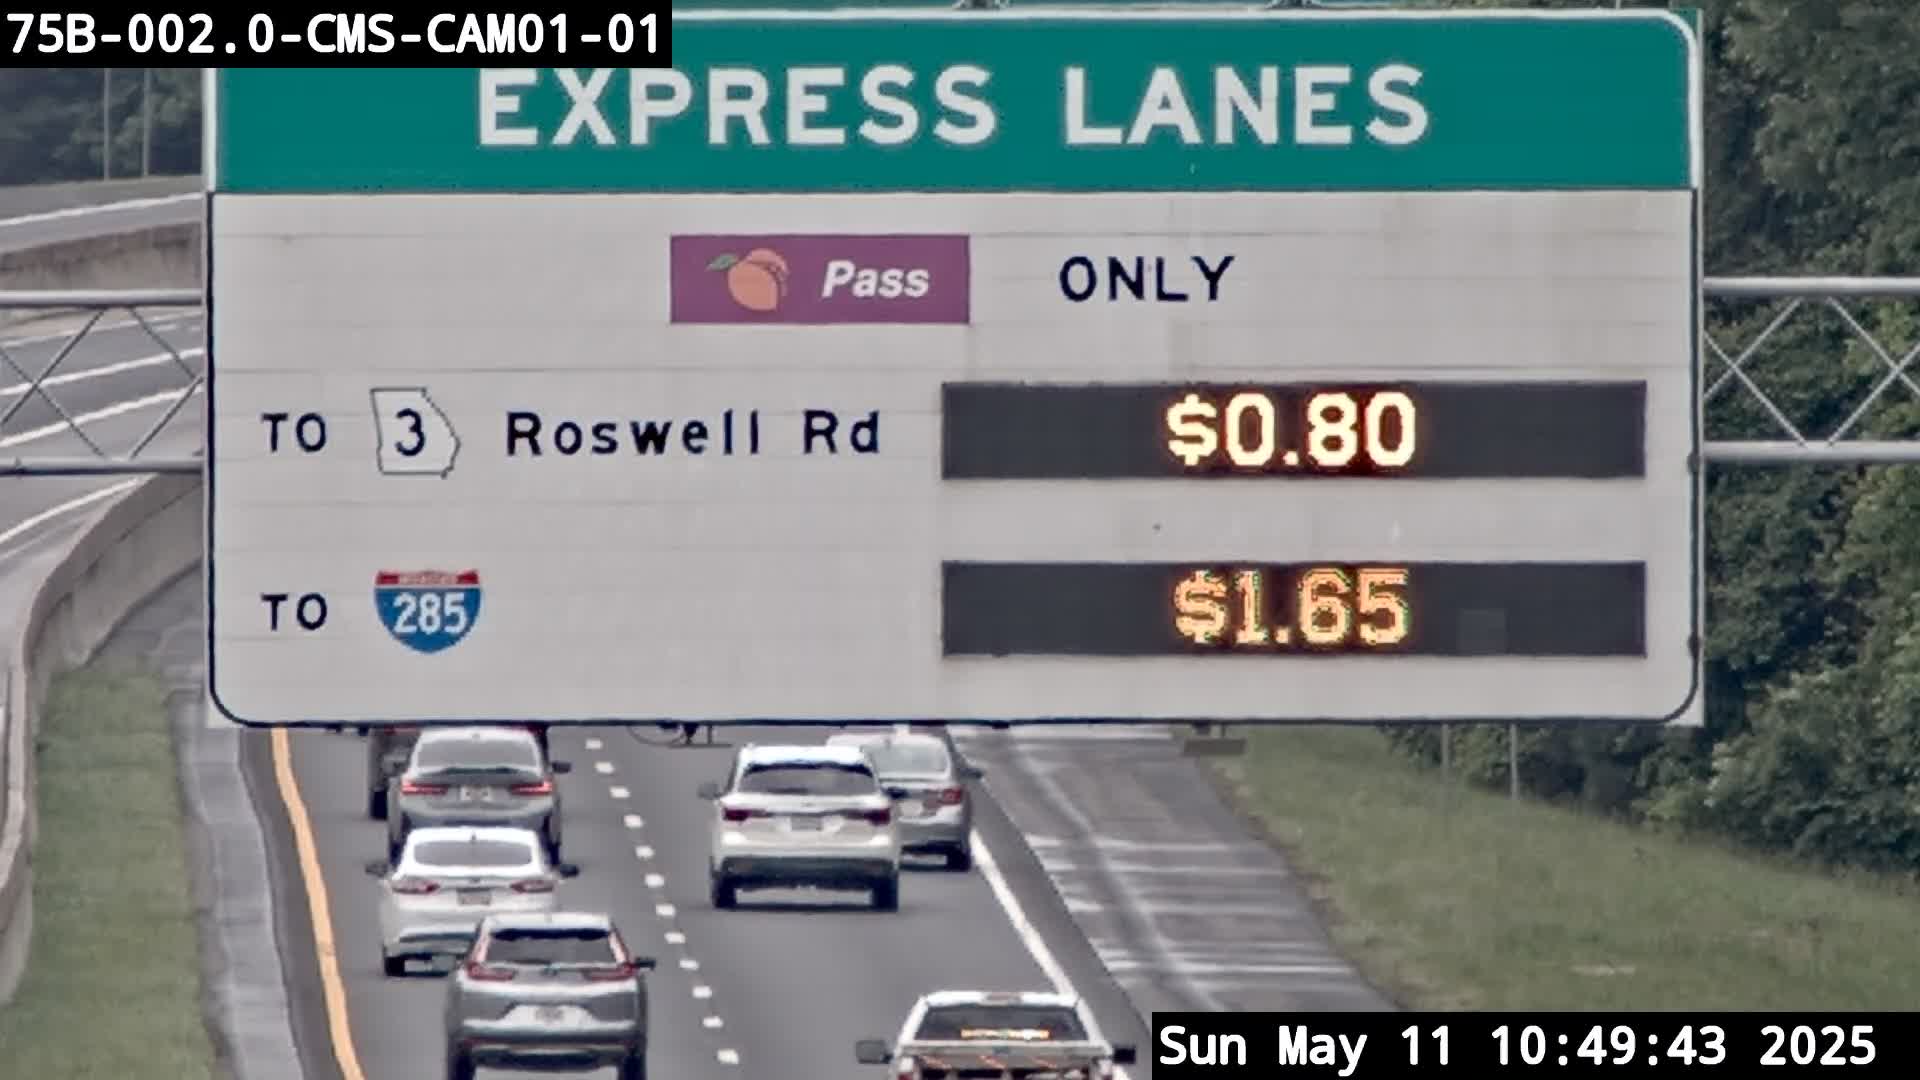 75B-002.0-CMS-CAM01-01
EXPRESS LANES
Pass ONLY
TO 3 Roswell Rd $0.80
TO 285 $1.65
Sun May 11 10:49:43 2025